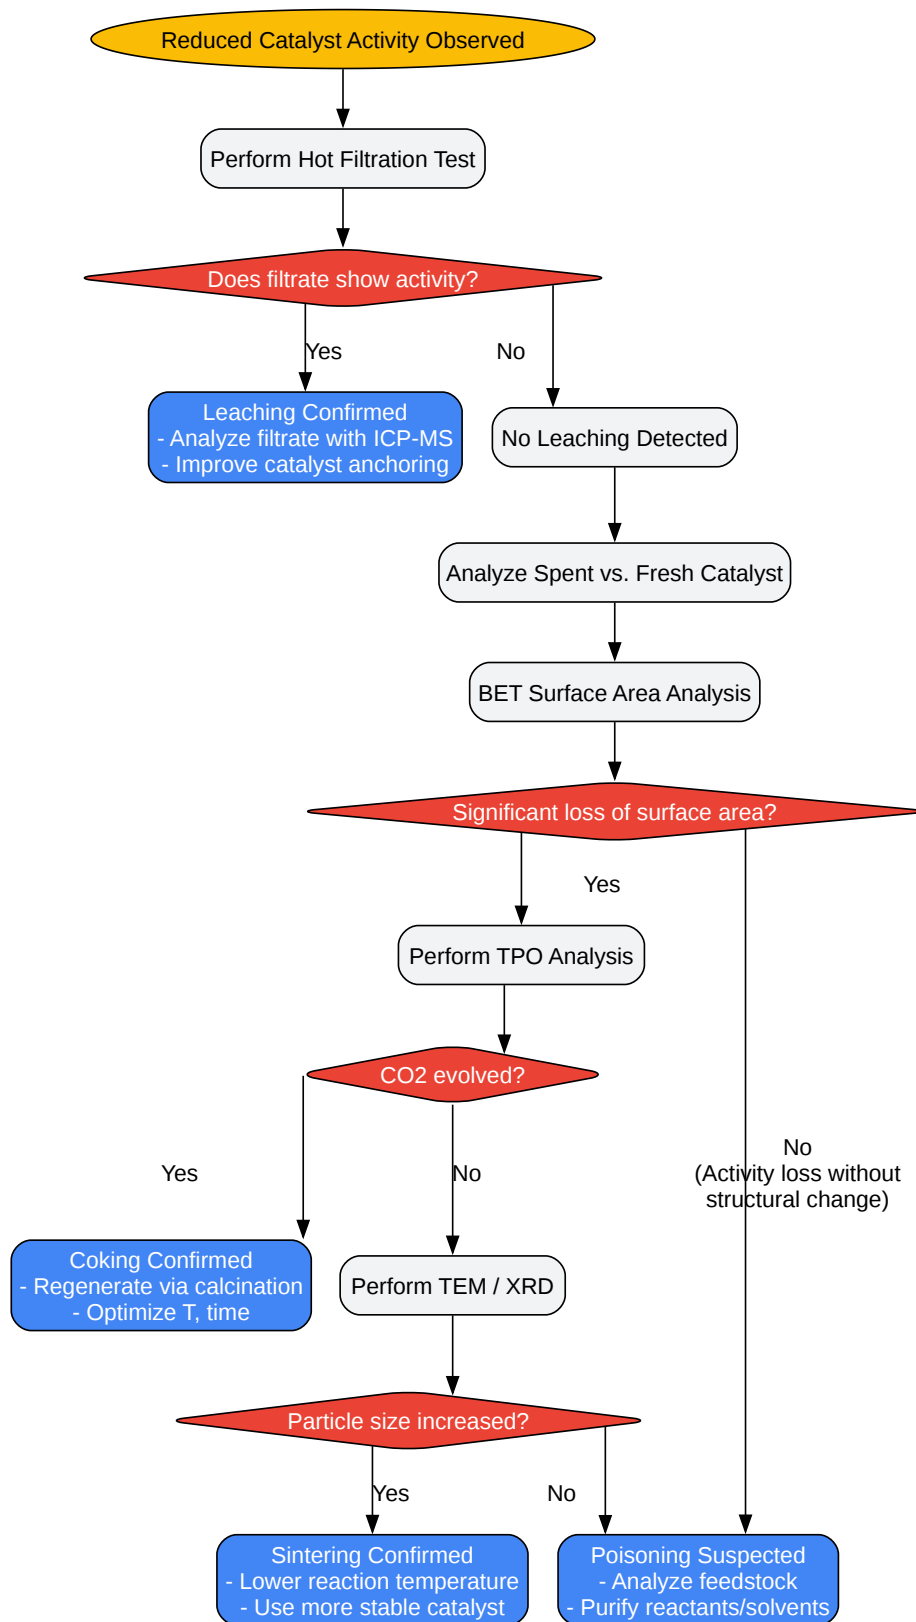 Reduced Catalyst Activity Observed
Perform Hot Filtration Test
Does filtrate show activity?
Yes
No
Leaching Confirmed
- Analyze filtrate with ICP-MS
- Improve catalyst anchoring
No Leaching Detected
Analyze Spent vs. Fresh Catalyst
BET Surface Area Analysis
Significant loss of surface area?
Yes
Perform TPO Analysis
CO2 evolved?
No
(Activity loss without
structural change)
Yes
No
Coking Confirmed
- Regenerate via calcination
- Optimize T, time
Perform TEM / XRD
Particle size increased?
Yes
No
Sintering Confirmed
- Lower reaction temperature
- Use more stable catalyst
Poisoning Suspected
- Analyze feedstock
- Purify reactants/solvents